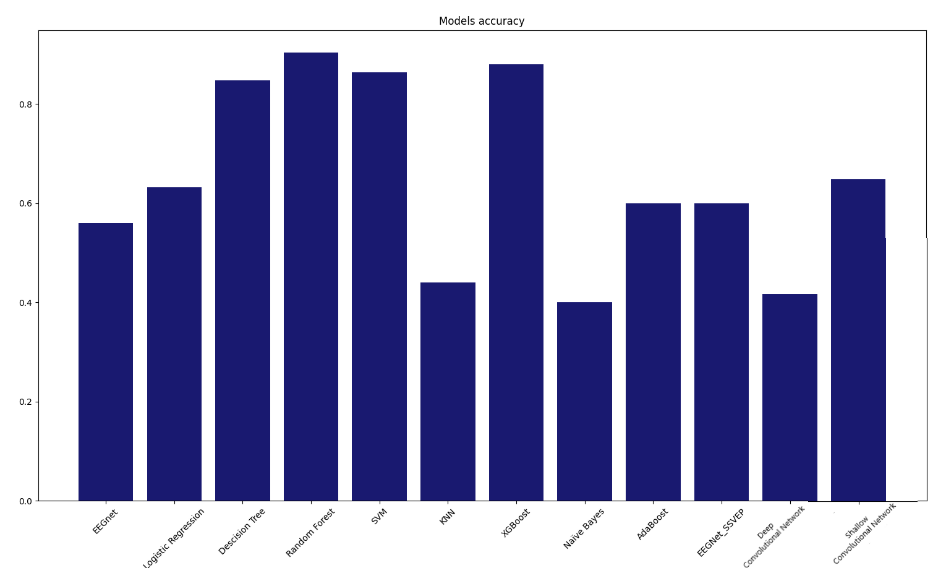 Models accuracy
0.8
0.6
0.4
0.2
0.0
EEGnet
Logistic Regression
Descision Tree
Random Forest
SVM
KNN
XGBoost
Naive Bayes
AdaBoost
EEGNet_SSVEP
Deep
Convolutional Network
Shallow
Convolutional Network